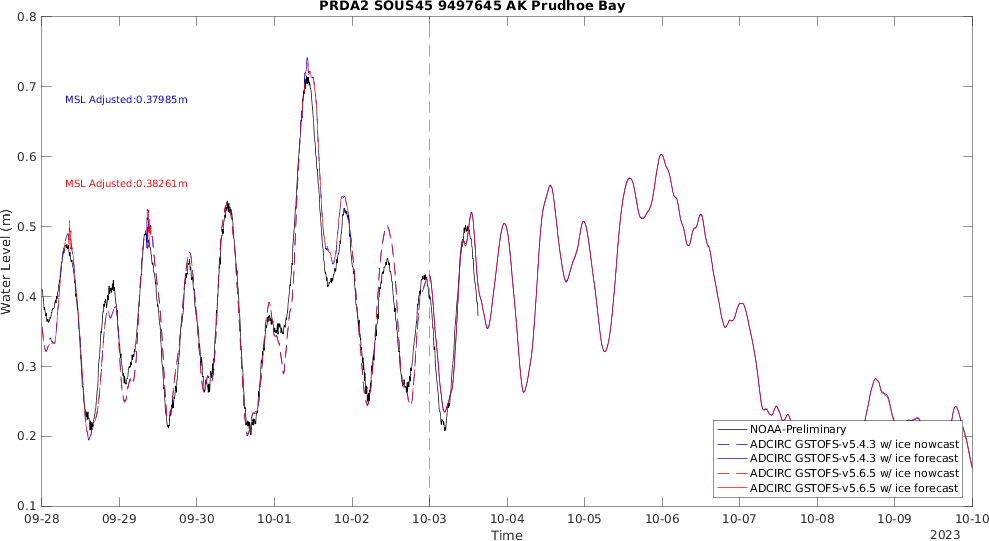 PRDA2 SOUS45 9497645 AK Prudhoe Bay
0.8
0.7
0.6
0.5
0.4
0.3
0.2
0.1
Water Level (m)
MSL Adjusted:0.37985m
MSL Adjusted:0.38261m
NOAA-Preliminary
ADCIRC GSTOFS-v5.4.3 w/ ice nowcast
ADCIRC GSTOFS-v5.4.3 w/ ice forecast
ADCIRC GSTOFS-v5.6.5 w/ ice nowcast
ADCIRC GSTOFS-v5.6.5 w/ ice forecast
09-28 09-29 09-30 10-01 10-02 10-03 10-04 10-05 10-06 10-07 10-08 10-09 10-10
Time
2023